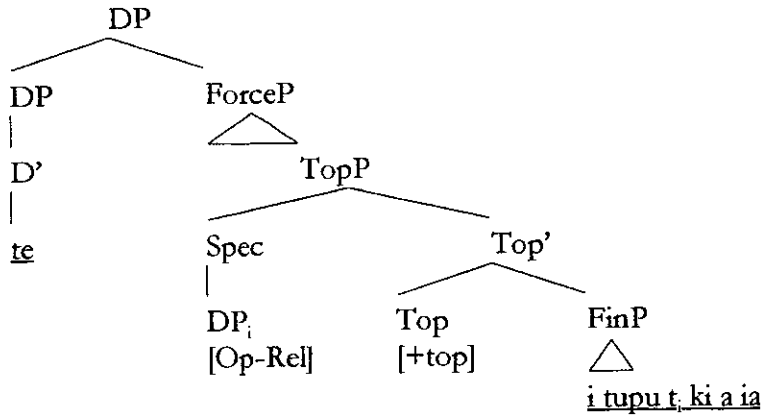 DP
DP ForceP
D' TopP
te Spec Top'
DPᵢ Top FinP
[Op-Rel] [+top]
i tupu tᵢ ki a ia